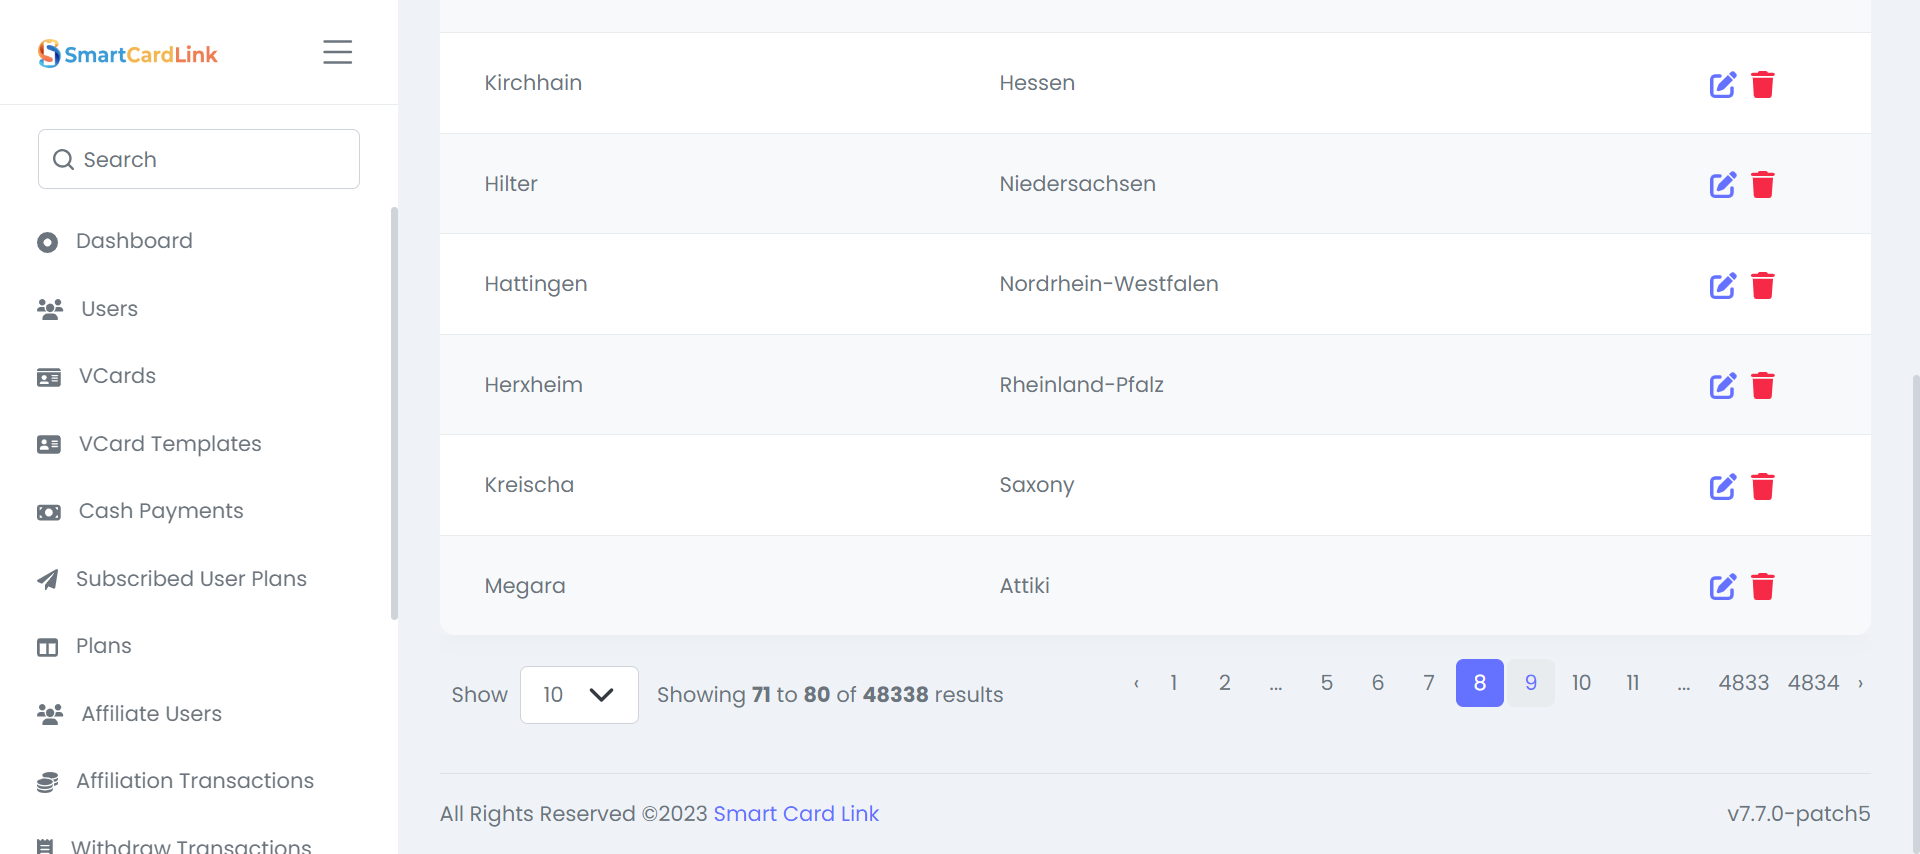 SmartCardLink
Search
Dashboard
Users
VCards
VCard Templates
Cash Payments
Subscribed User Plans
Plans
Affiliate Users
Affiliation Transactions
Withdraw Transactions
Kirchhain Hessen
Hilter Niedersachsen
Hattingen Nordrhein-Westfalen
Herxheim Rheinland-Pfalz
Kreischa Saxony
Megara Attiki
Show 10 Showing 71 to 80 of 48338 results
‹ 1 2 ... 5 6 7 8 9 10 11 ... 4833 4834 ›
All Rights Reserved ©2023 Smart Card Link
v7.7.0-patch5